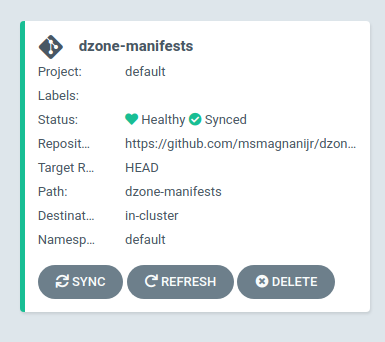 dzone-manifests
Project: default
Labels:
Status: Healthy Synced
Reposit... https://github.com/msmagnanijr/dzon...
Target R... HEAD
Path: dzone-manifests
Destinat... in-cluster
Namesp... default
SYNC REFRESH DELETE